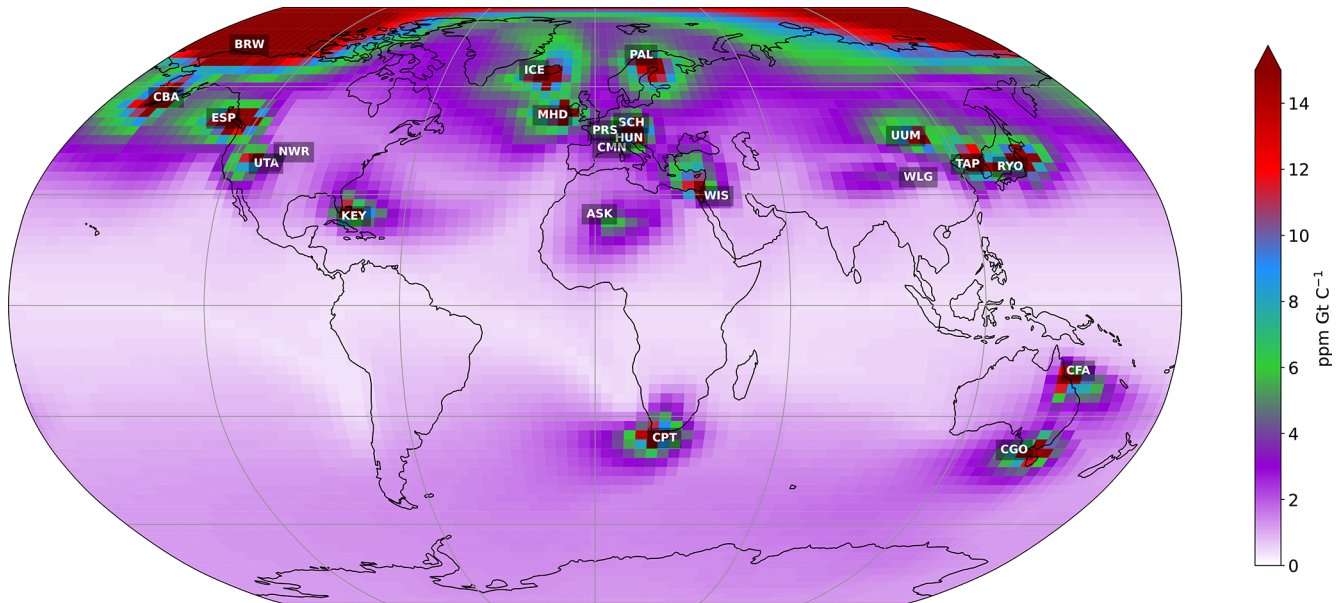 BRW
PAL
ICE
CBA
ESP
MHD
SCH
PRS
HUN
CMN
UUM
NWR
UTA
TAP
RYO
WLG
WIS
KEY
ASK
CFA
CPT
CGO
14
12
10
8
6
4
2
0
ppm Gt C⁻¹